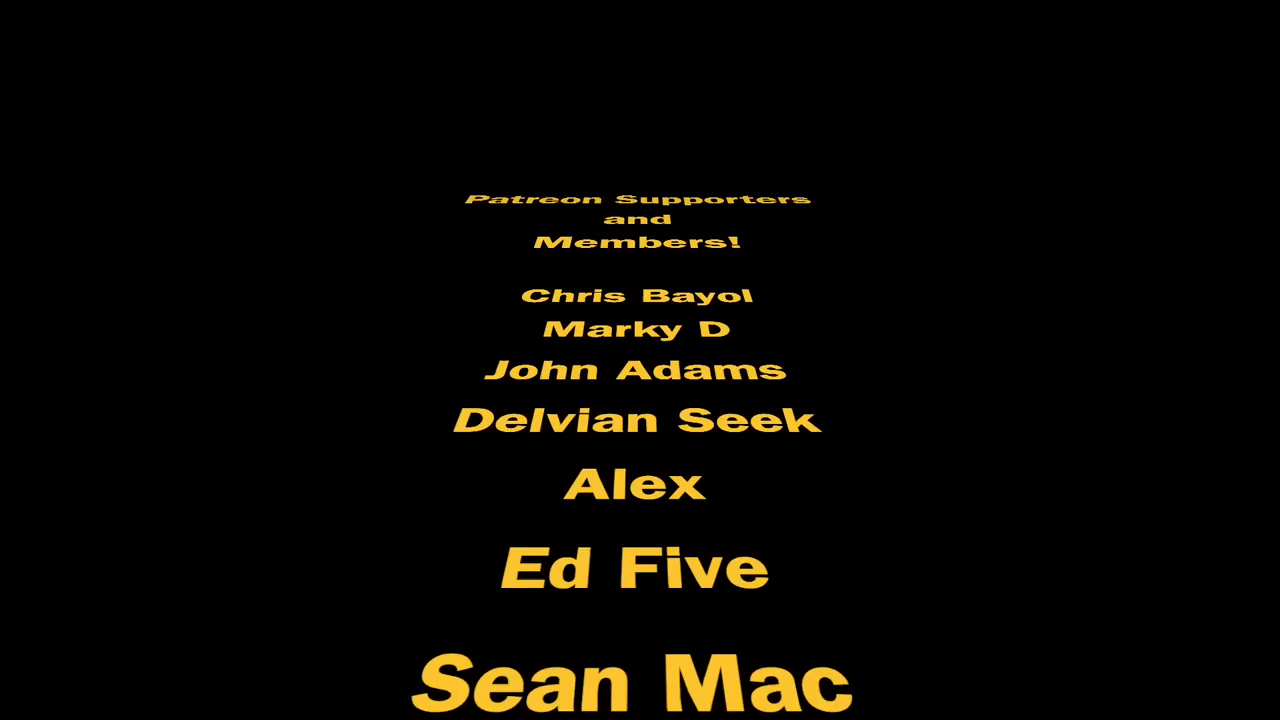 Patreon Supporters
and
Members!
Chris Bayol
Marky D
John Adams
Delvian Seek
Alex
Ed Five
Sean Mac